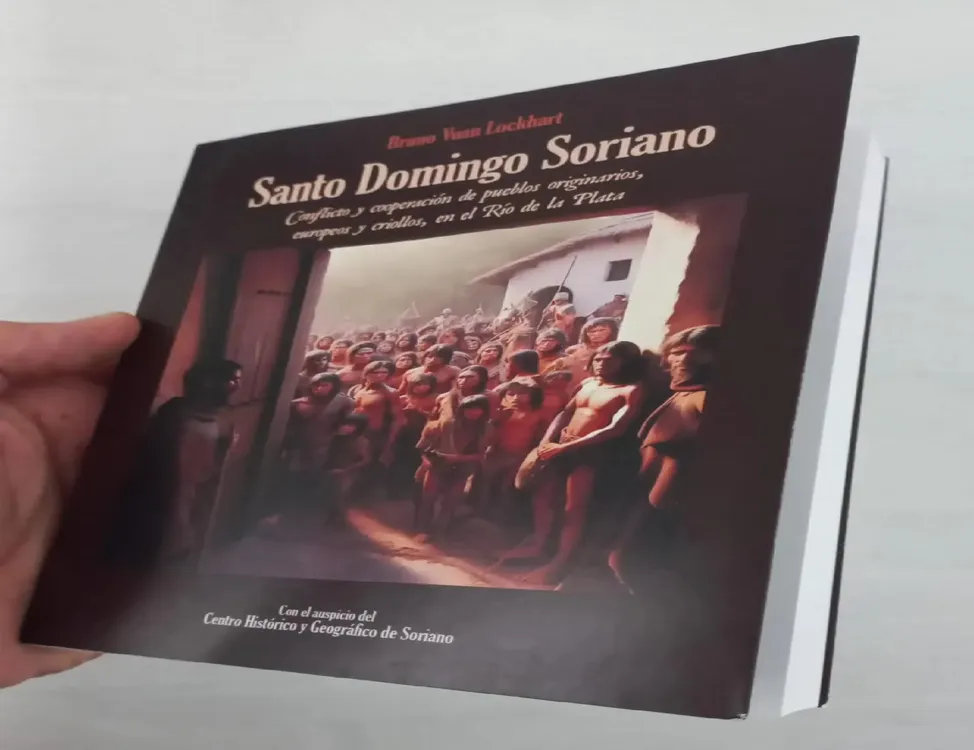 Bruno Vuan Lockhart
Santo Domingo Soriano
Conflicto y cooperación de pueblos originarios,
europeos y criollos, en el Río de la Plata
Con el auspicio del
Centro Histórico y Geográfico de Soriano